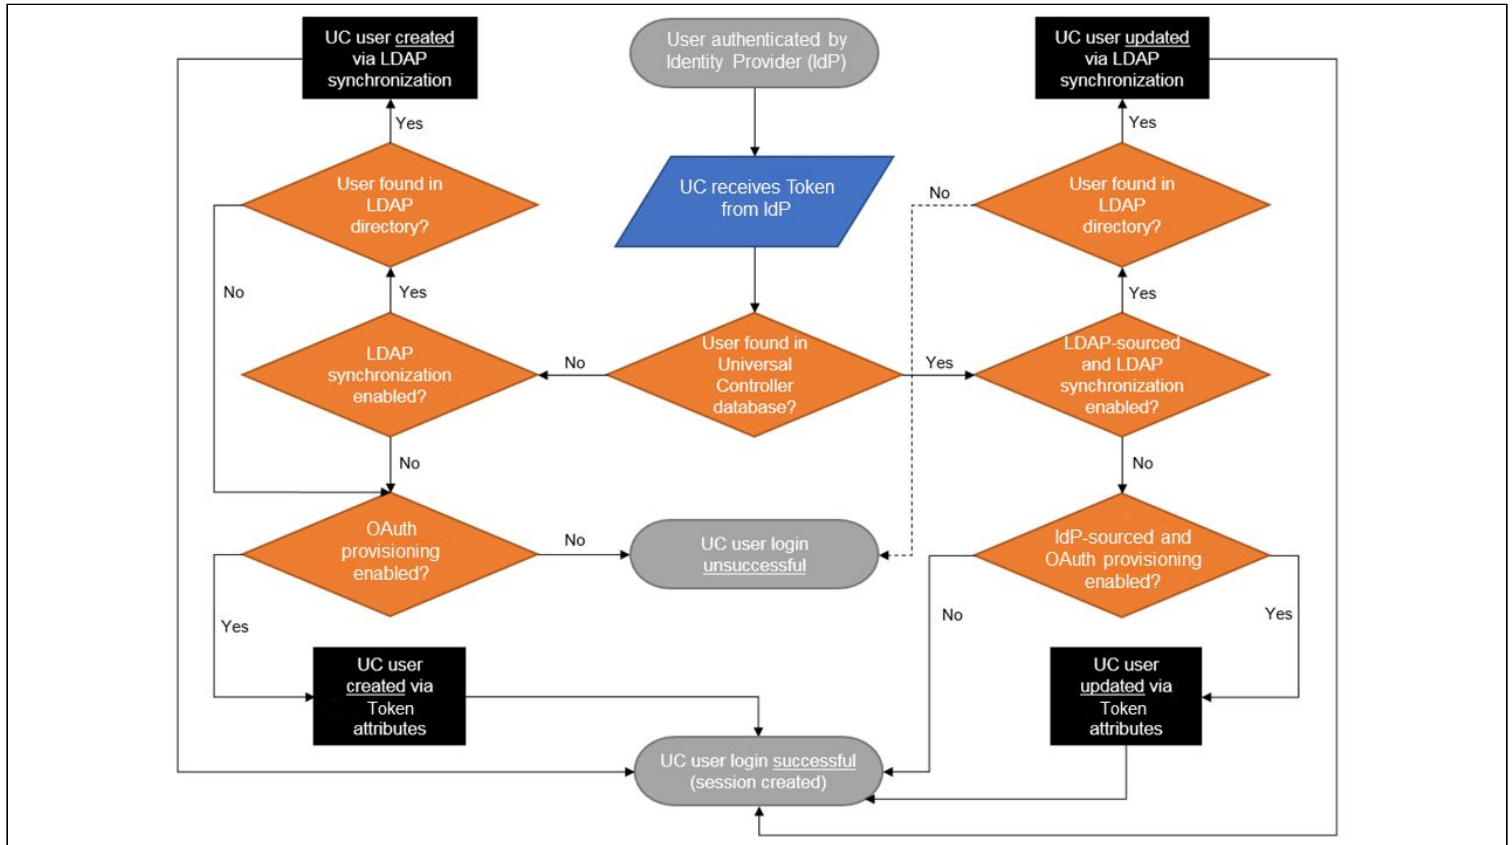 UC user created
via LDAP
synchronization
User authenticated by
Identity Provider (IdP)
UC user updated
via LDAP
synchronization
Yes
Yes
User found in
LDAP
directory?
UC receives Token
from IdP
No
User found in
LDAP
directory?
No
Yes
Yes
LDAP
synchronization
enabled?
No
User found in
Universal
Controller
database?
Yes
LDAP-sourced
and LDAP
synchronization
enabled?
No
No
OAuth
provisioning
enabled?
No
UC user login
unsuccessful
IdP-sourced and
OAuth provisioning
enabled?
Yes
No
Yes
UC user
created via
Token
attributes
UC user
updated via
Token
attributes
UC user login successful
(session created)